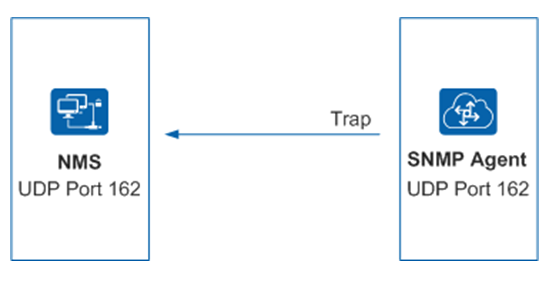 Trap
NMS
UDP Port 162
SNMP Agent
UDP Port 162